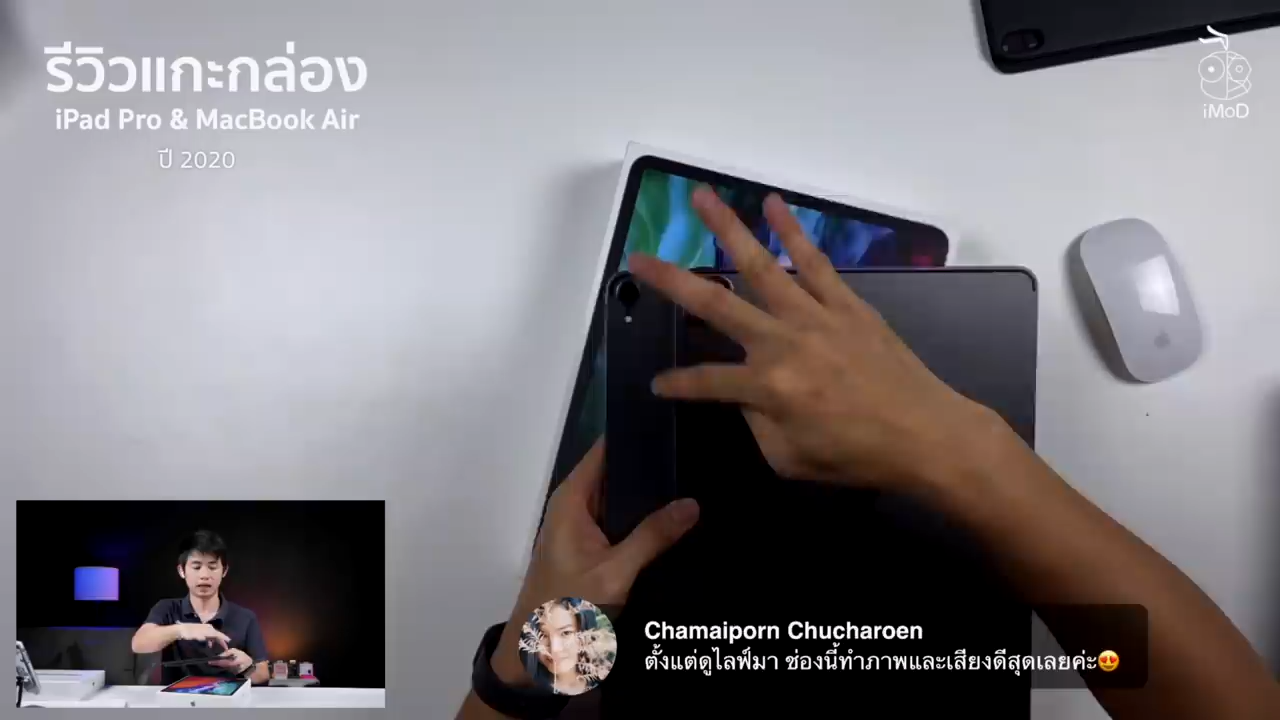 รีวิวแกะกล่อง
iPad Pro & MacBook Air
ปี 2020
iMoD
Chamaiporn Chucharoen
ตั้งแต่ดูไลฟ์มา ช่องนี้ทำภาพและเสียงดีสุดเลยค่ะ😍